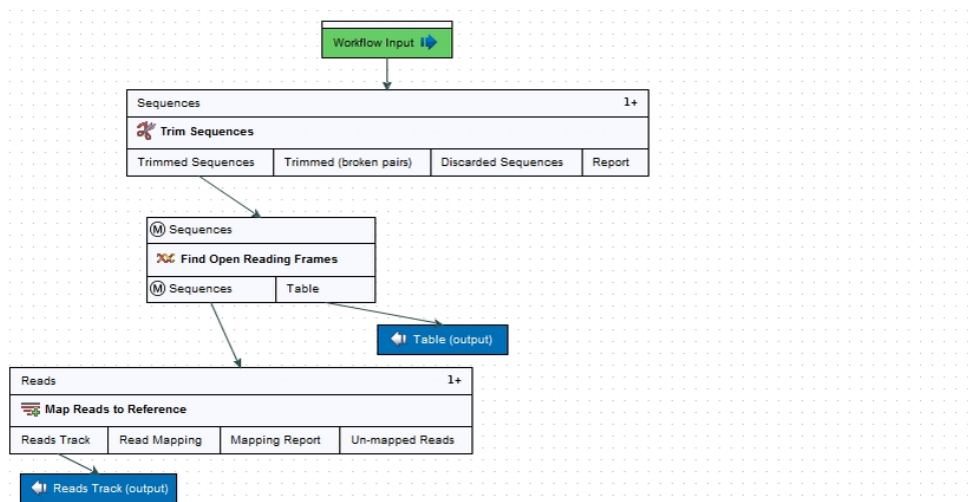 Workflow Input
Sequences 1+
Trim Sequences
Trimmed Sequences Trimmed (broken pairs) Discarded Sequences Report
M Sequences
Find Open Reading Frames
M Sequences Table
Table (output)
Reads 1+
Map Reads to Reference
Reads Track Read Mapping Mapping Report Un-mapped Reads
Reads Track (output)